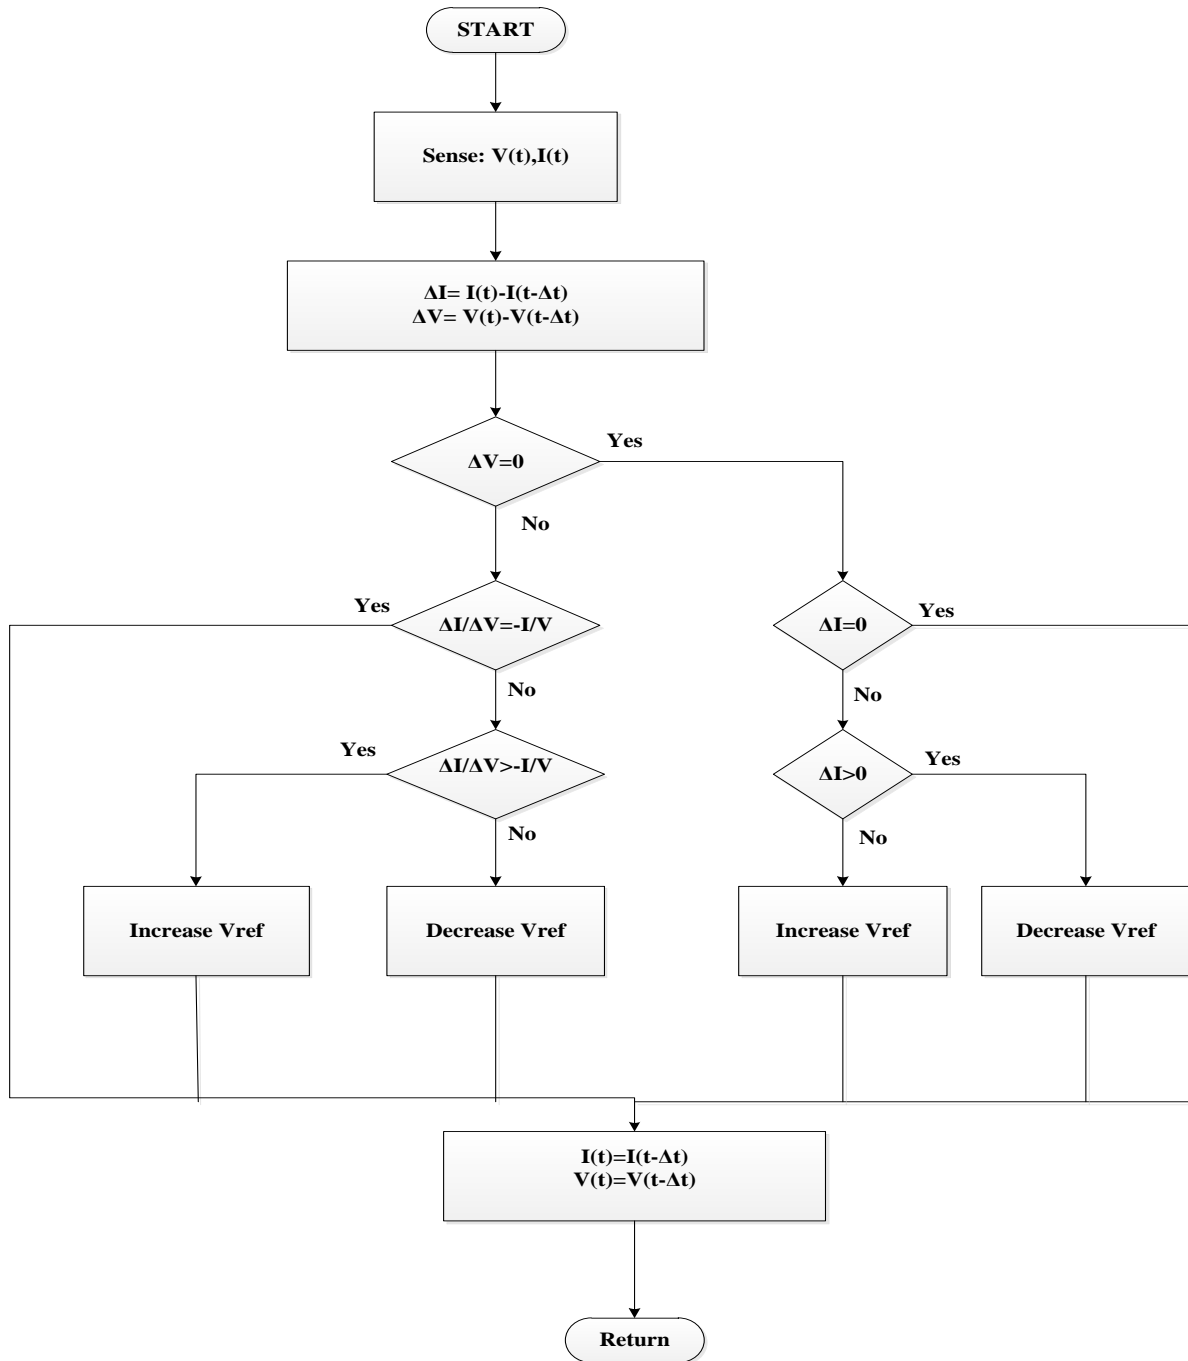 START
Sense: V(t),I(t)
ΔI= I(t)-I(t-Δt)
ΔV= V(t)-V(t-Δt)
ΔV=0
Yes
No
Yes
ΔI/ΔV=-I/V
No
ΔI=0
Yes
No
Yes
ΔI/ΔV>-I/V
No
ΔI>0
Yes
No
Increase Vref
Decrease Vref
Increase Vref
Decrease Vref
I(t)=I(t-Δt)
V(t)=V(t-Δt)
Return